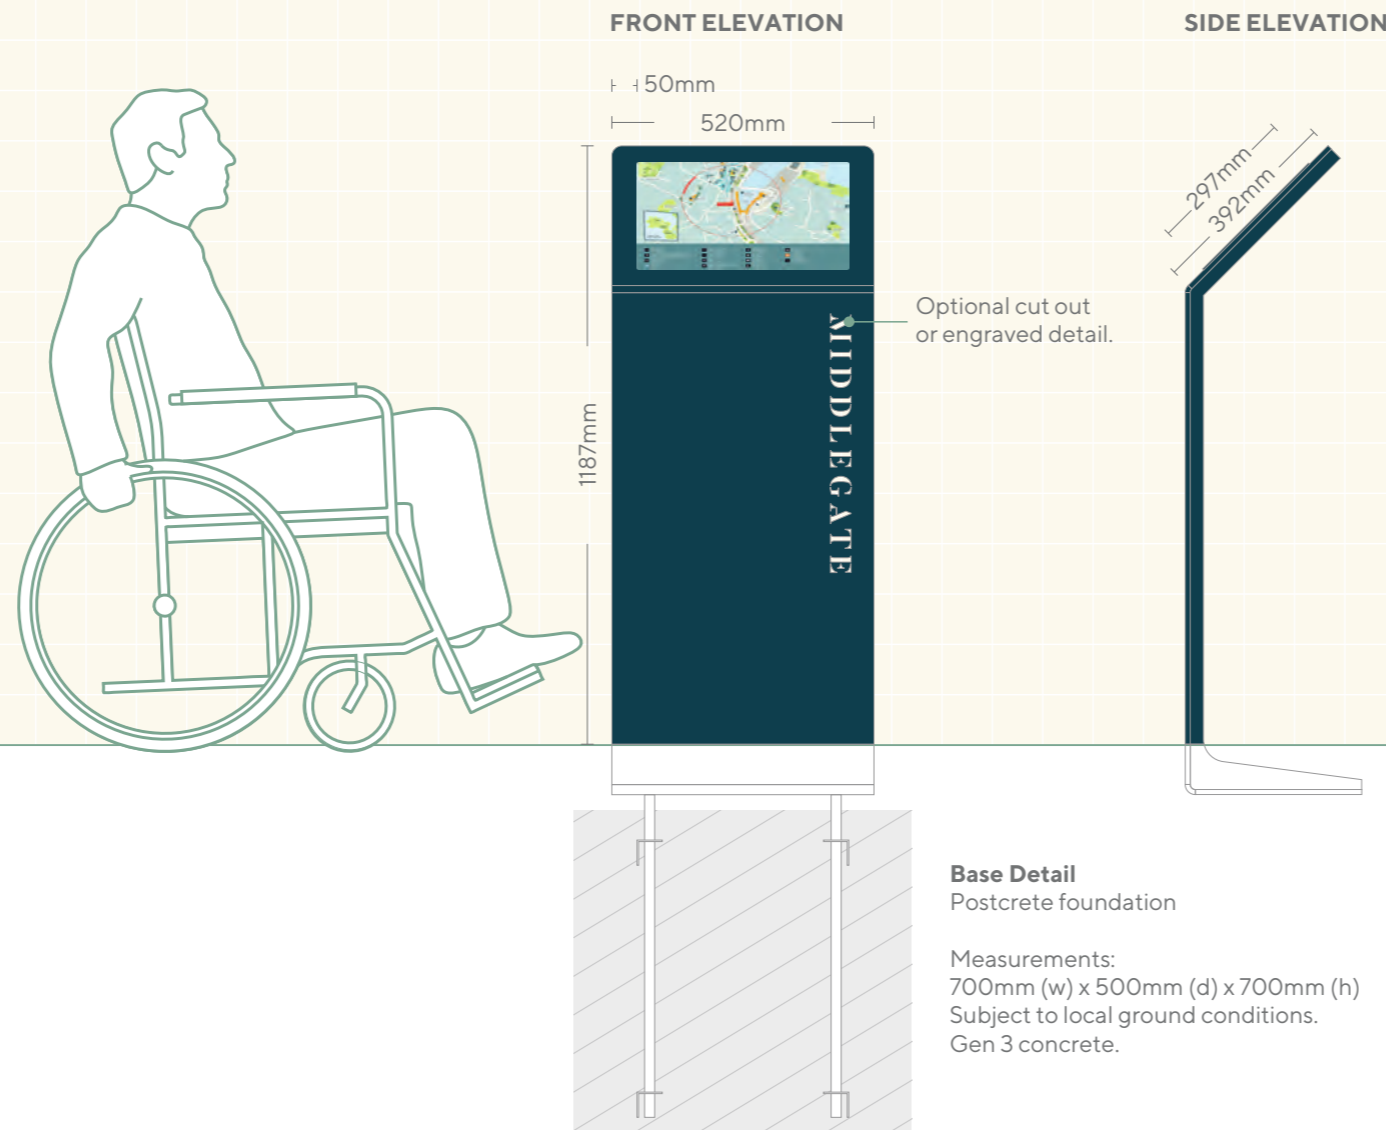 FRONT ELEVATION
SIDE ELEVATION
50mm
520mm
297mm
392mm
1187mm
Optional cut out
or engraved detail.
MIDDLEGATE
Base Detail
Postcrete foundation
Measurements:
700mm (w) x 500mm (d) x 700mm (h)
Subject to local ground conditions.
Gen 3 concrete.